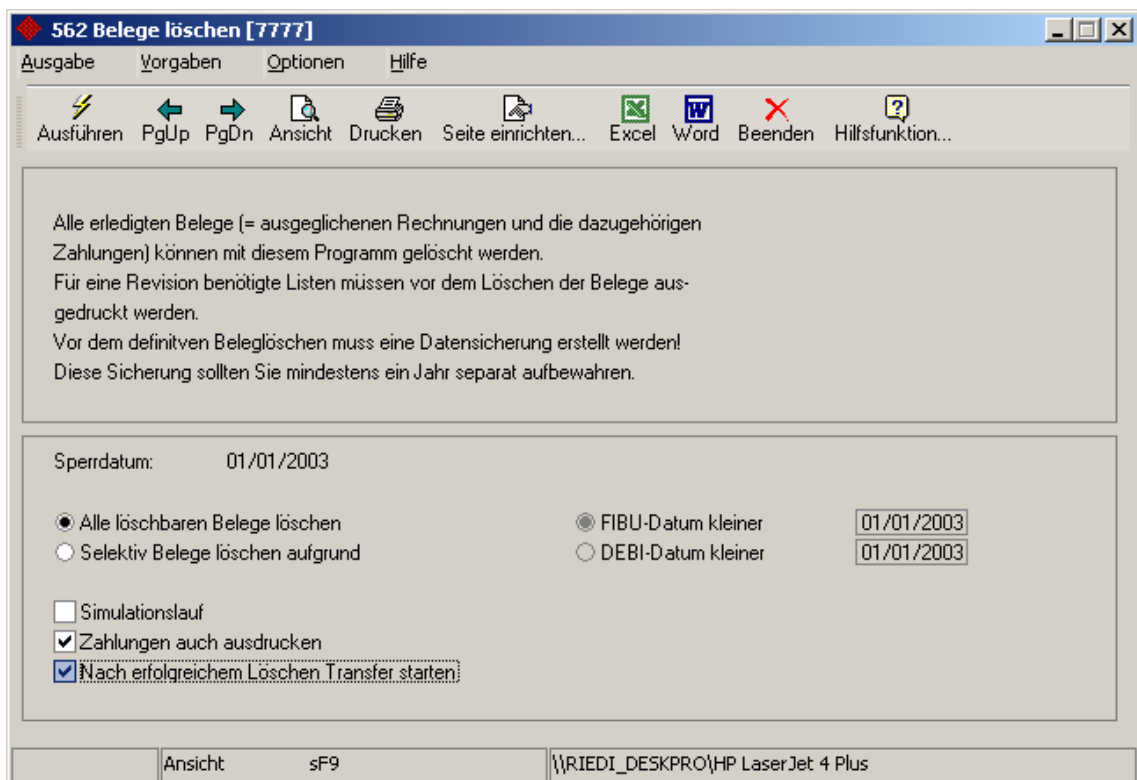 562 Belege löschen [7777]
Ausgabe Vorgaben Optionen Hilfe
Ausführen PgUp PgDn Ansicht Drucken Seite einrichten... Excel Word Beenden Hilfsfunktion...
Alle erledigten Belege (= ausgeglichenen Rechnungen und die dazugehörigen
Zahlungen) können mit diesem Programm gelöscht werden.
Für eine Revision benötigte Listen müssen vor dem Löschen der Belege aus-
gedruckt werden.
Vor dem definitven Beleglöschen muss eine Datensicherung erstellt werden!
Diese Sicherung sollten Sie mindestens ein Jahr separat aufbewahren.
Sperrdatum: 01/01/2003
Alle löschbaren Belege löschen FIBU-Datum kleiner 01/01/2003
Selektiv Belege löschen aufgrund DEBI-Datum kleiner 01/01/2003
Simulationslauf
Zahlungen auch ausdrucken
Nach erfolgreichem Löschen Transfer starten
Ansicht sF9 \\RIEDI_DESKPRO\HP LaserJet 4 Plus